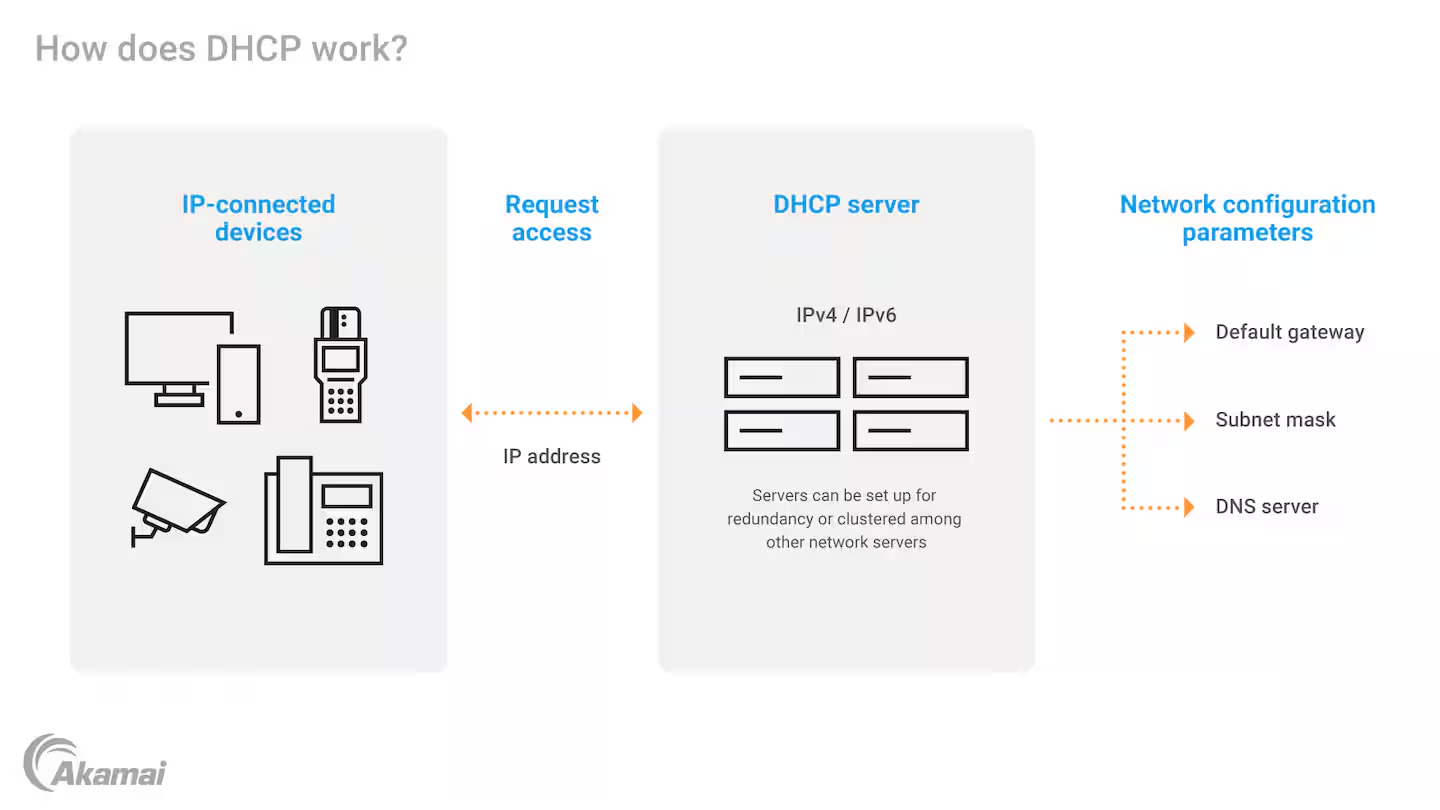 How does DHCP work?
IP-connected
devices
Request
access
IP address
DHCP server
IPv4 / IPv6
Servers can be set up for
redundancy or clustered among
other network servers
Network configuration
parameters
Default gateway
Subnet mask
DNS server
Akamai